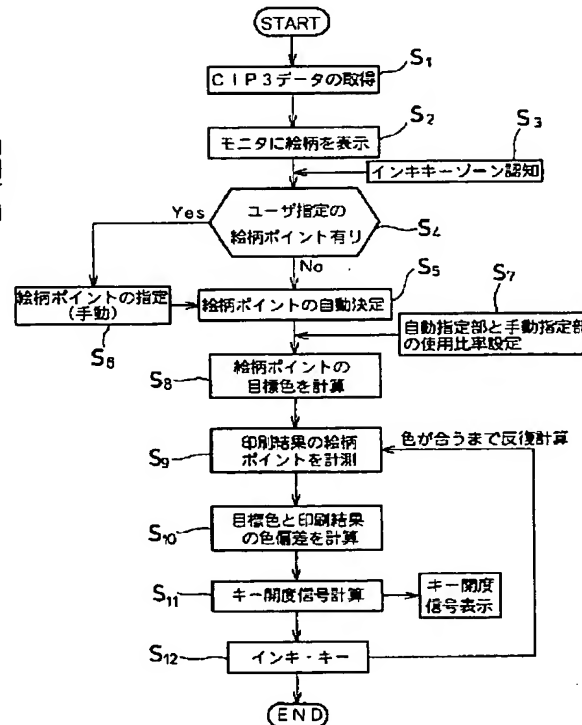 START
CIP3データの取得
S1
モニタに絵柄を表示
S2
インキキーゾーン認知
S3
Yes
ユーザ指定の
絵柄ポイント有リ
S4
No
絵柄ポイントの指定
(手動)
S6
絵柄ポイントの自動決定
S5
S7
自動指定部と手動指定部
の使用比率設定
S8
絵柄ポイントの
目標色を計算
S9
印刷結果の絵柄
ポイントを計測
色が合うまで反復計算
S10
目標色と印刷結果
の色偏差を計算
S11
キー開度信号計算
キー開度
信号表示
S12
インキ・キー
END